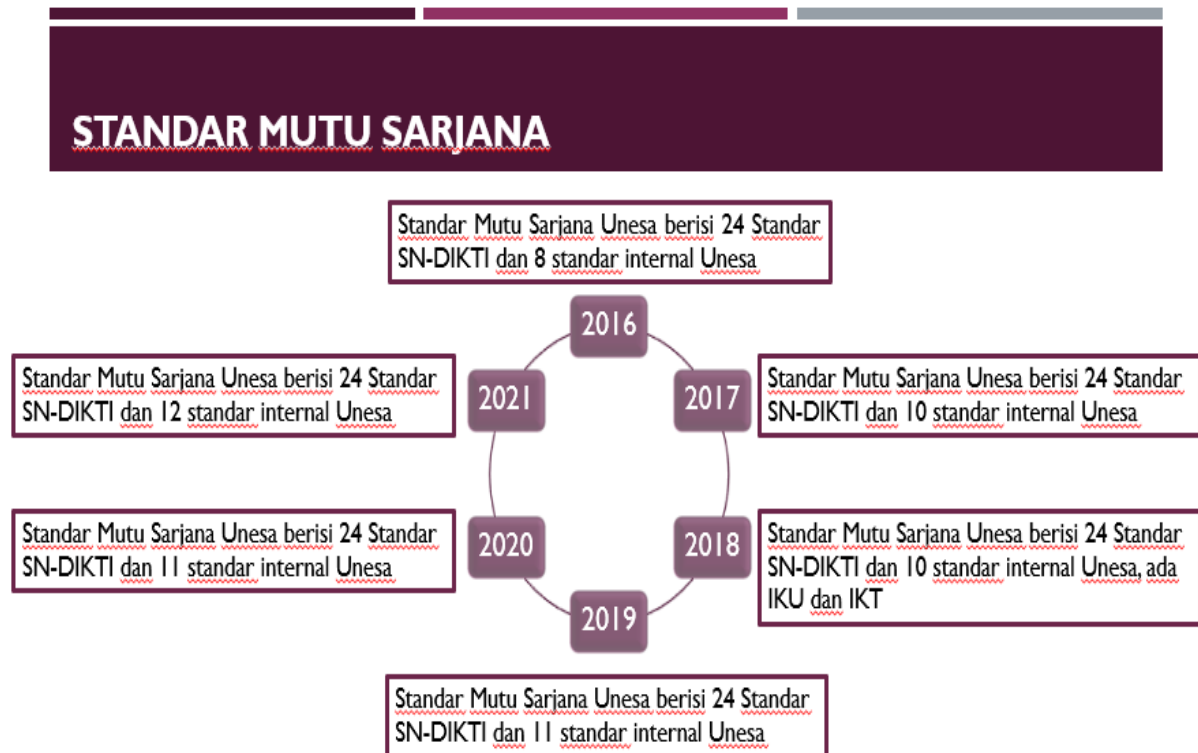 STANDAR MUTU SARJANA
Standar Mutu Sarjana Unesa berisi 24 Standar
SN-DIKTI dan 8 standar internal Unesa
2016
2017
Standar Mutu Sarjana Unesa berisi 24 Standar
SN-DIKTI dan 10 standar internal Unesa
2018
Standar Mutu Sarjana Unesa berisi 24 Standar
SN-DIKTI dan 10 standar internal Unesa, ada
IKU dan IKT
2019
Standar Mutu Sarjana Unesa berisi 24 Standar
SN-DIKTI dan 11 standar internal Unesa
2020
Standar Mutu Sarjana Unesa berisi 24 Standar
SN-DIKTI dan 11 standar internal Unesa
2021
Standar Mutu Sarjana Unesa berisi 24 Standar
SN-DIKTI dan 12 standar internal Unesa